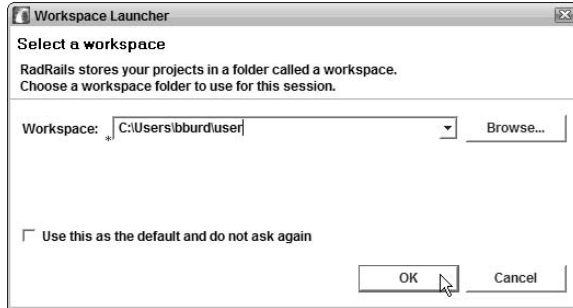 Workspace Launcher
Select a workspace
RadRails stores your projects in a folder called a workspace.
Choose a workspace folder to use for this session.
Workspace: * C:\Users\bburd\user Browse...
Use this as the default and do not ask again
OK Cancel